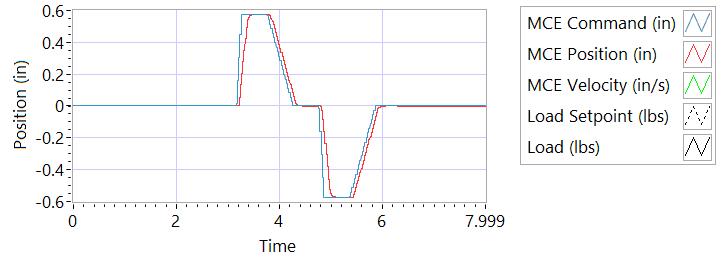 0.6
0.4
0.2
0
-0.2
-0.4
-0.6
Position (in)
0 2 4 6 7.999
Time
MCE Command (in)
MCE Position (in)
MCE Velocity (in/s)
Load Setpoint (lbs)
Load (lbs)